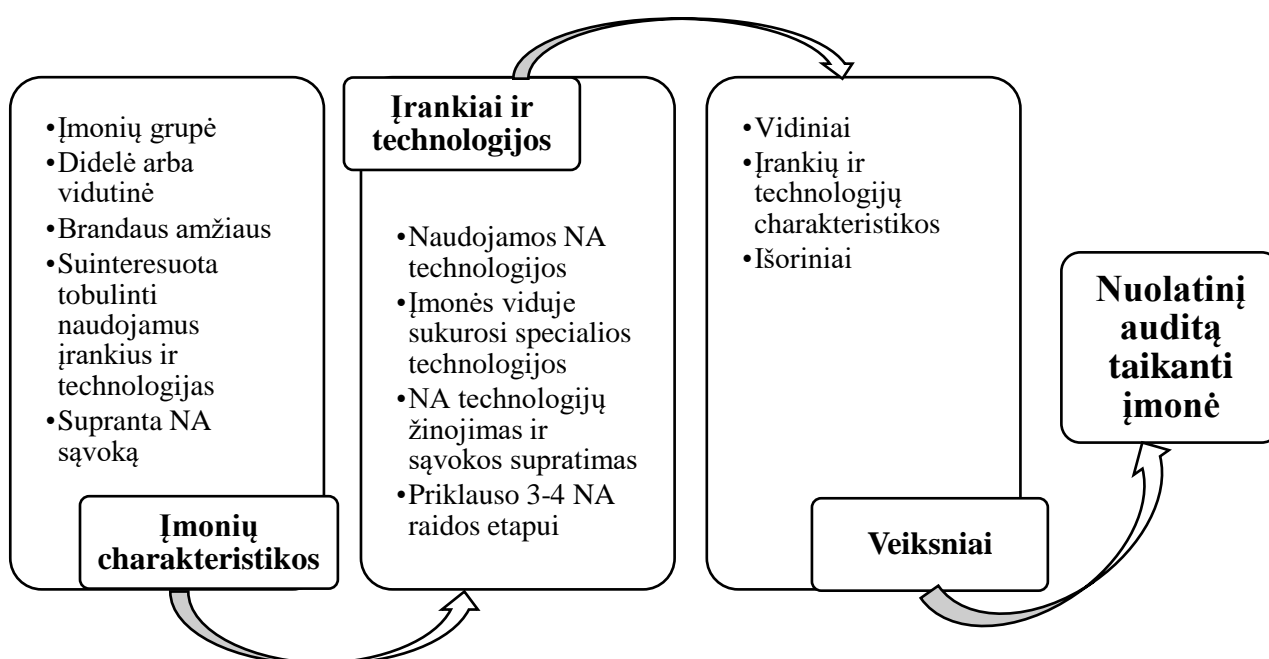 •Įmonių grupė
•Didelė arba
vidutinė
•Brandaus amžiaus
•Suinteresuota
tobulinti
naudojamus
įrankius ir
technologijas
•Supranta NA
sąvoką
Įmonių
charakteristikos
Įrankiai ir
technologijos
•Naudojamos NA
technologijos
•Įmonės viduje
sukurosi specialios
technologijos
•NA technologijų
žinojimas ir
sąvokos supratimas
•Priklauso 3-4 NA
raidos etapui
•Vidiniai
•Įrankių ir
technologijų
charakteristikos
•Išoriniai
Veiksniai
Nuolatinį
auditą
taikanti
įmonė